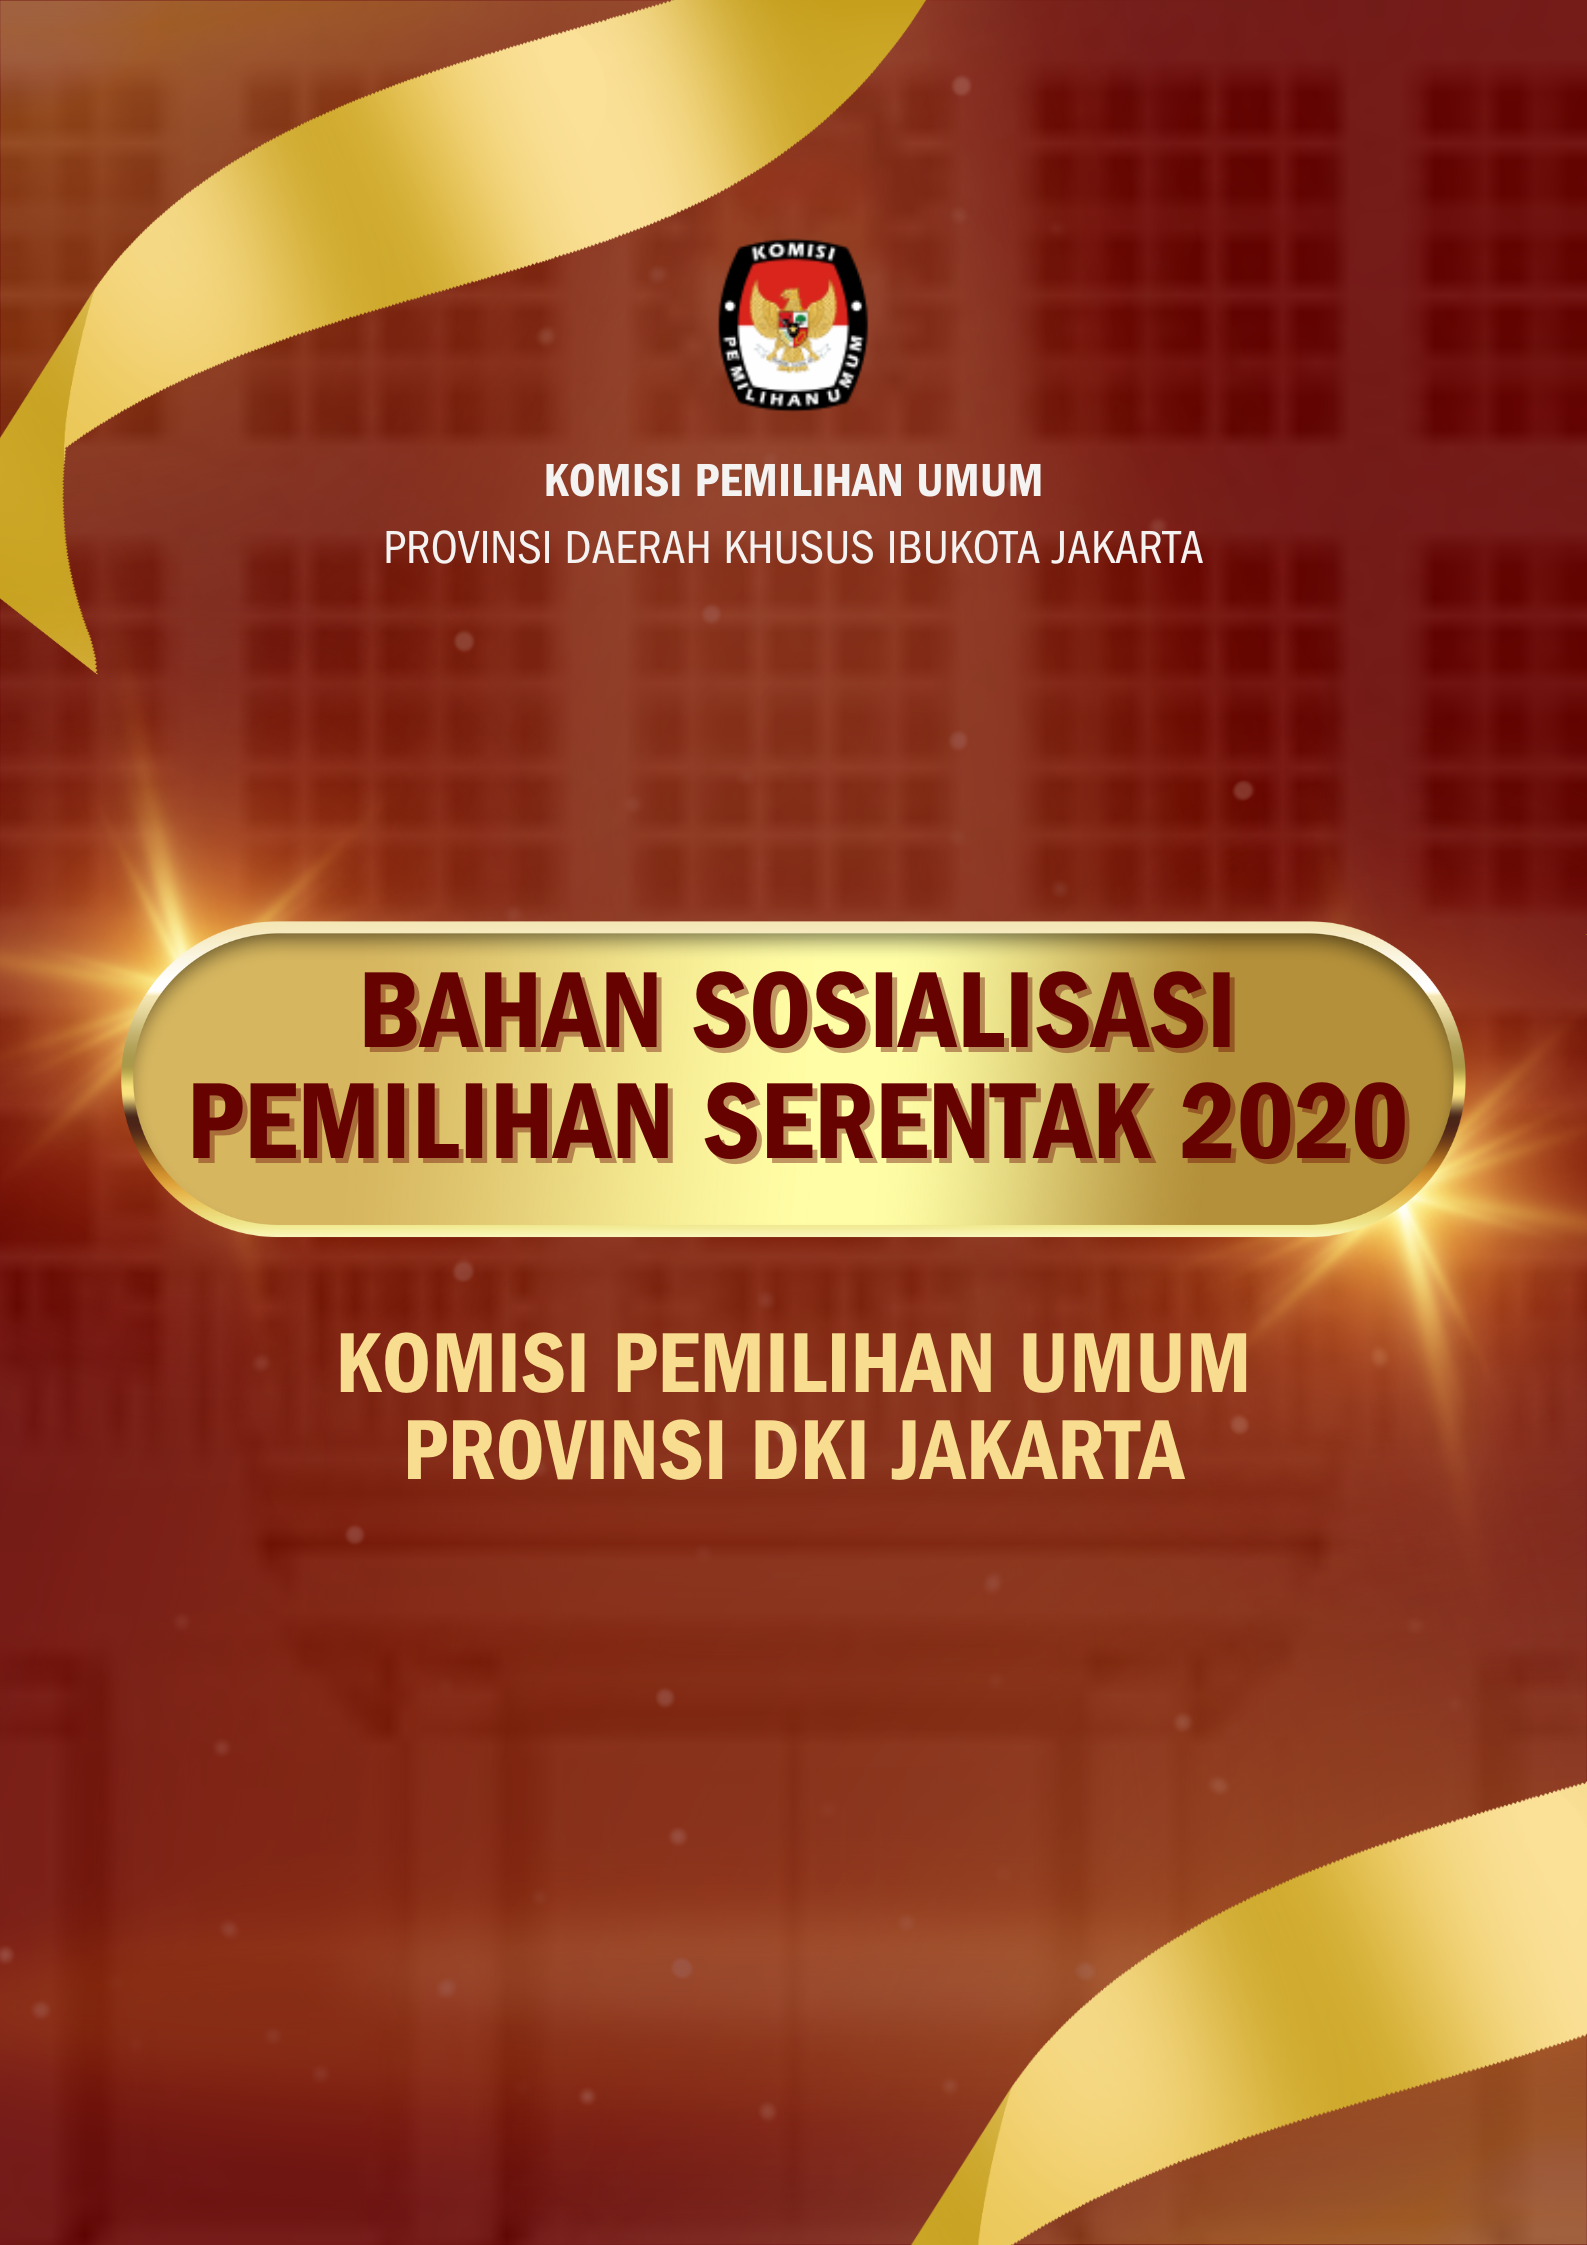 KOMISI
PEMILIHAN UMUM
KOMISI PEMILIHAN UMUM
PROVINSI DAERAH KHUSUS IBUKOTA JAKARTA
BAHAN SOSIALISASI
PEMILIHAN SERENTAK 2020
KOMISI PEMILIHAN UMUM
PROVINSI DKI JAKARTA